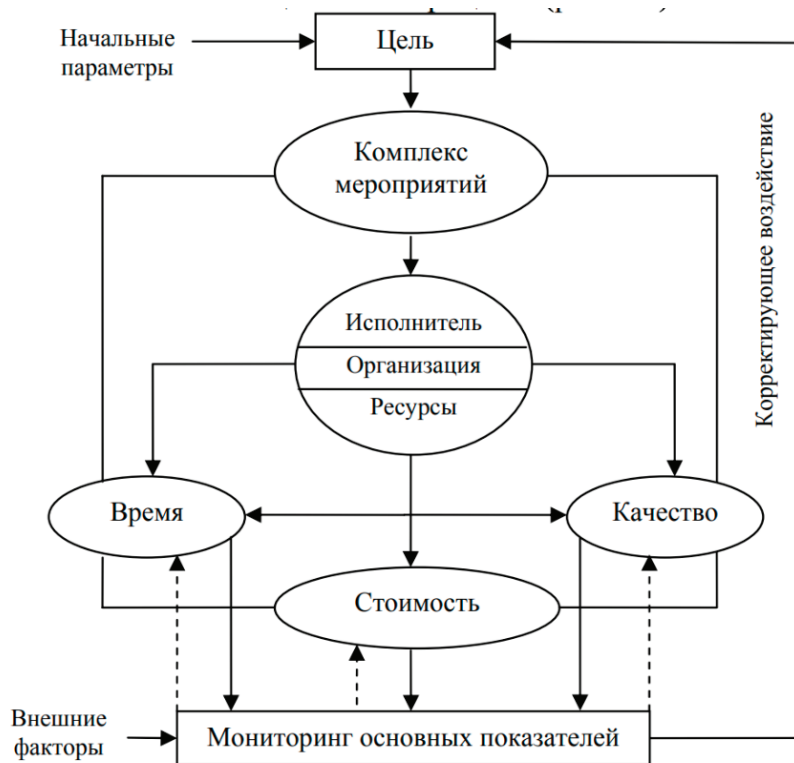 Начальные
параметры
Цель
Комплекс
мероприятий
Корректирующее воздействие
Исполнитель
Организация
Ресурсы
Время
Качество
Стоимость
Внешние
факторы
Мониторинг основных показателей